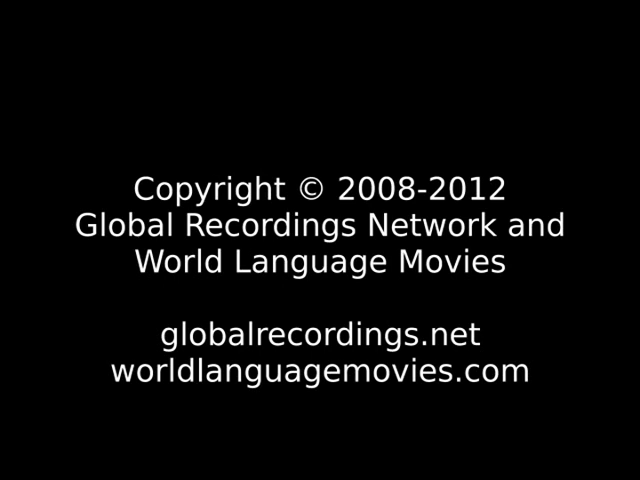 Copyright © 2008-2012
Global Recordings Network and
World Language Movies
globalrecordings.net
worldlanguagemovies.com